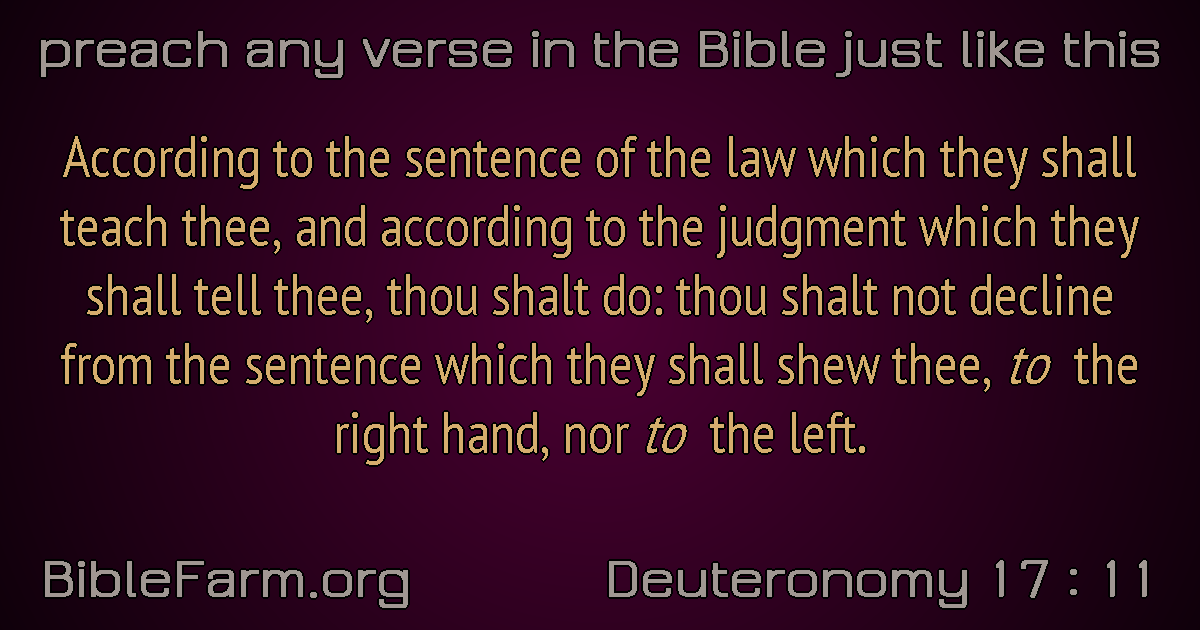 preach any verse in the Bible just like this
According to the sentence of the law which they shall
teach thee, and according to the judgment which they
shall tell thee, thou shalt do: thou shalt not decline
from the sentence which they shall shew thee, to the
right hand, nor to the left.
BibleFarm.org
Deuteronomy 17 : 11